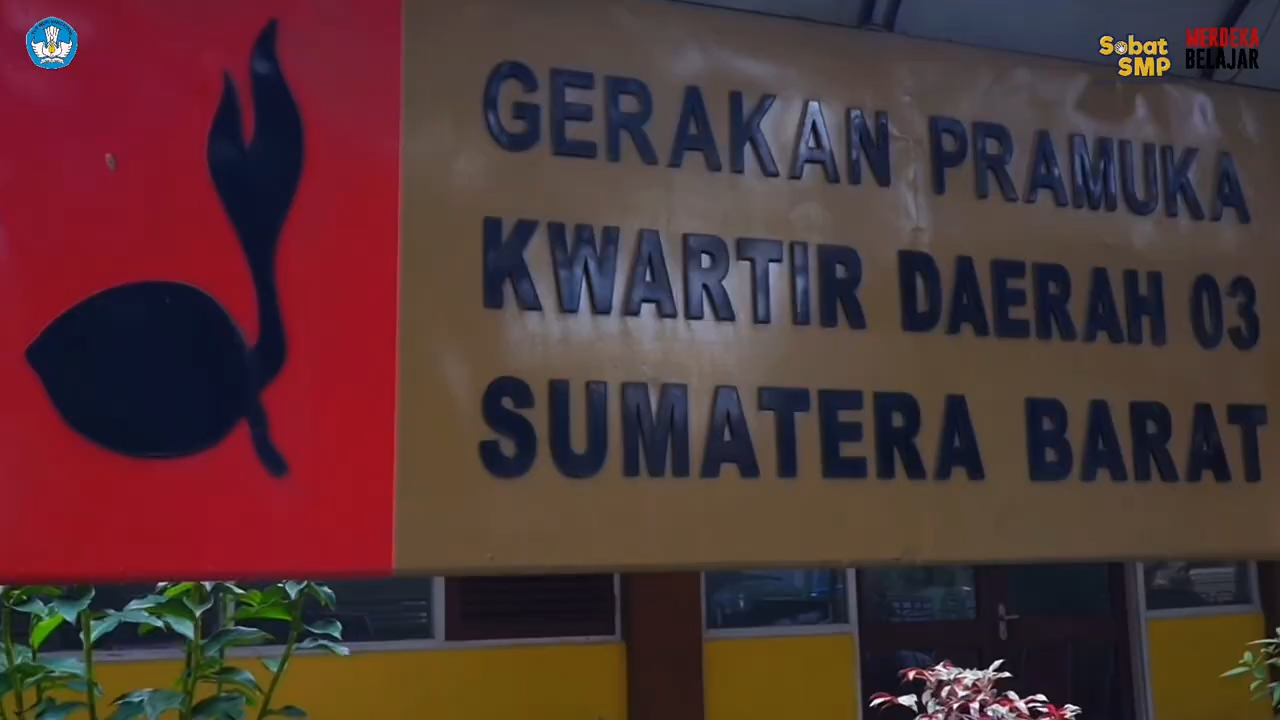 Sobat
SMP
MERDEKA
BELAJAR
GERAKAN PRAMUKA
KWARTIR DAERAH 03
SUMATERA BARAT